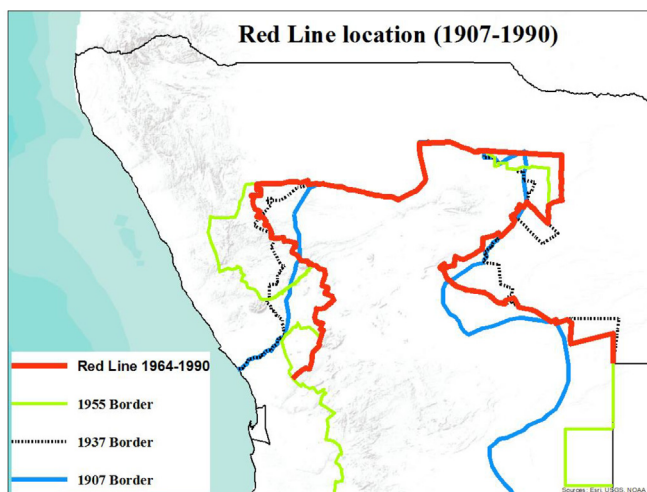 Red Line location (1907-1990)
Red Line 1964-1990
1955 Border
1937 Border
1907 Border
Sources: Esri, USGS, NOAA